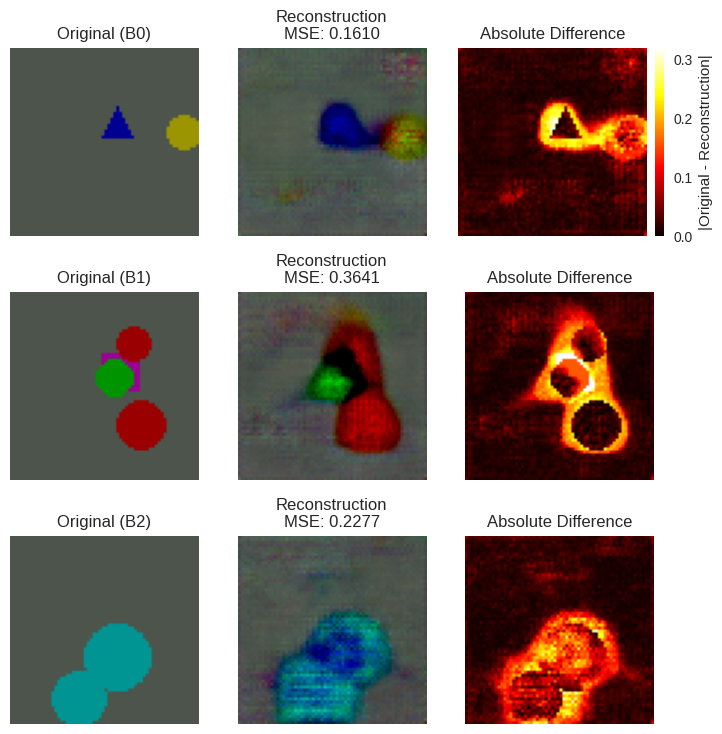 Original (B0)
Reconstruction
MSE: 0.1610
Absolute Difference
0.3
0.2
0.1
0.0
|Original - Reconstruction|
Original (B1)
Reconstruction
MSE: 0.3641
Absolute Difference
Original (B2)
Reconstruction
MSE: 0.2277
Absolute Difference